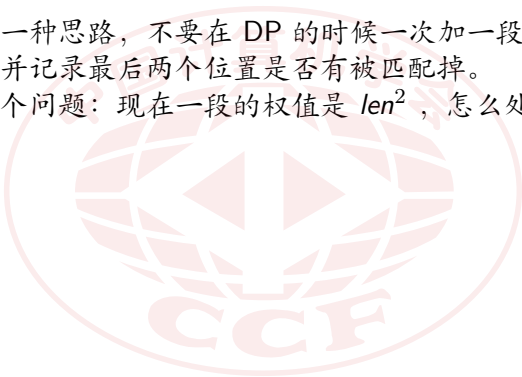 一种思路，不要在 DP 的时候一次加一段
并记录最后两个位置是否有被匹配掉。
个问题：现在一段的权值是 len²，怎么处
CCF